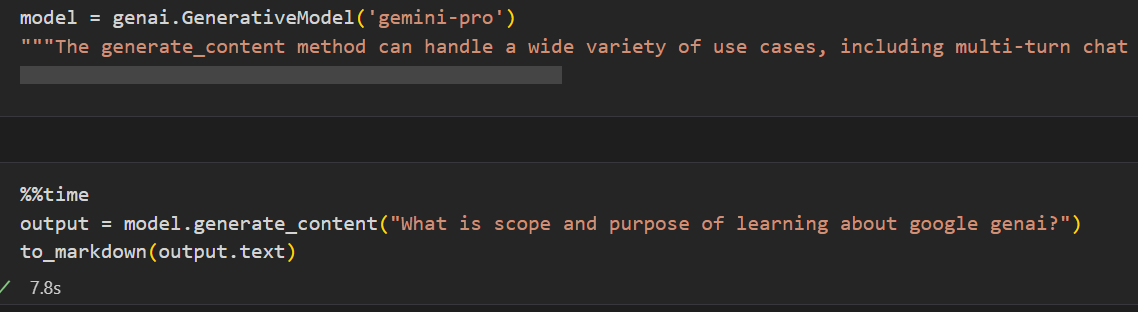 model = genai.GenerativeModel('gemini-pro')
"""The generate_content method can handle a wide variety of use cases, including multi-turn chat
%%time
output = model.generate_content("What is scope and purpose of learning about google genai?")
to_markdown(output.text)
7.8s